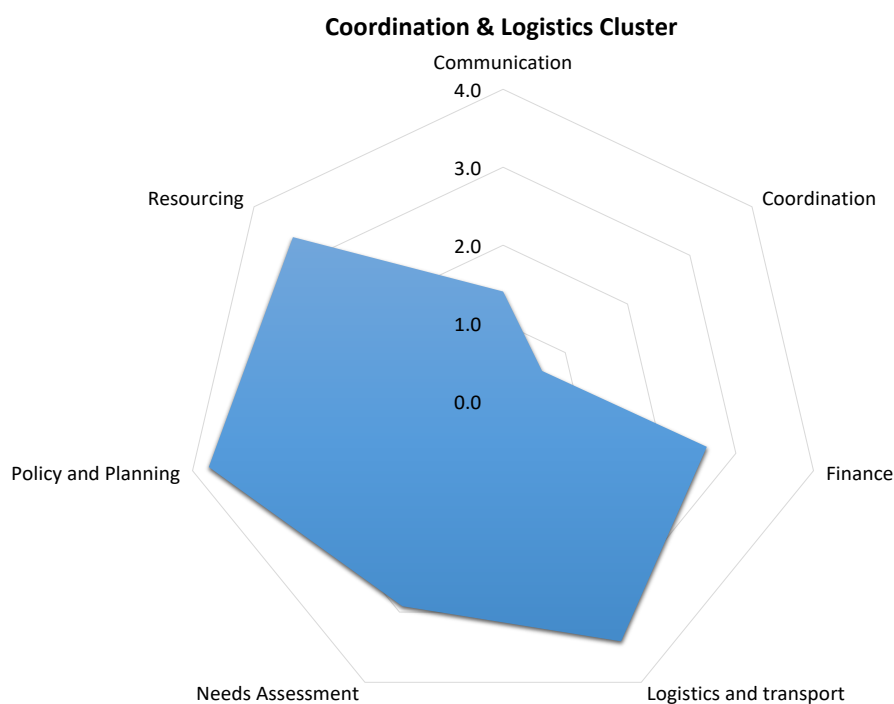 Coordination & Logistics Cluster
Communication
4.0
3.0
Resourcing
Coordination
2.0
1.0
0.0
Policy and Planning
Finance
Needs Assessment
Logistics and transport